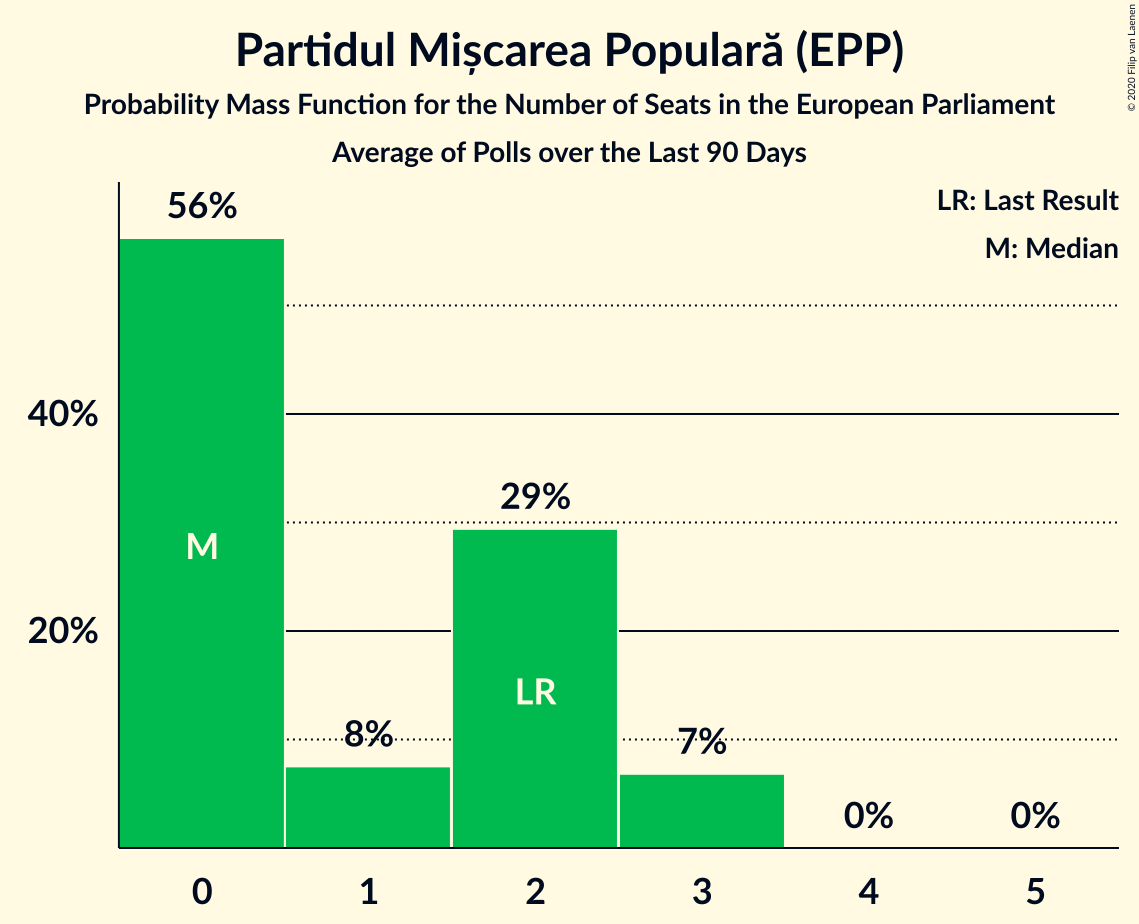 Partidul Mișcarea Populară (EPP)
Probability Mass Function for the Number of Seats in the European Parliament
Average of Polls over the Last 90 Days
© 2020 Filip van Laenen
LR: Last Result
M: Median
56%
40%
29%
M
20%
LR
8%
7%
0%
0%
0
1
2
3
4
5